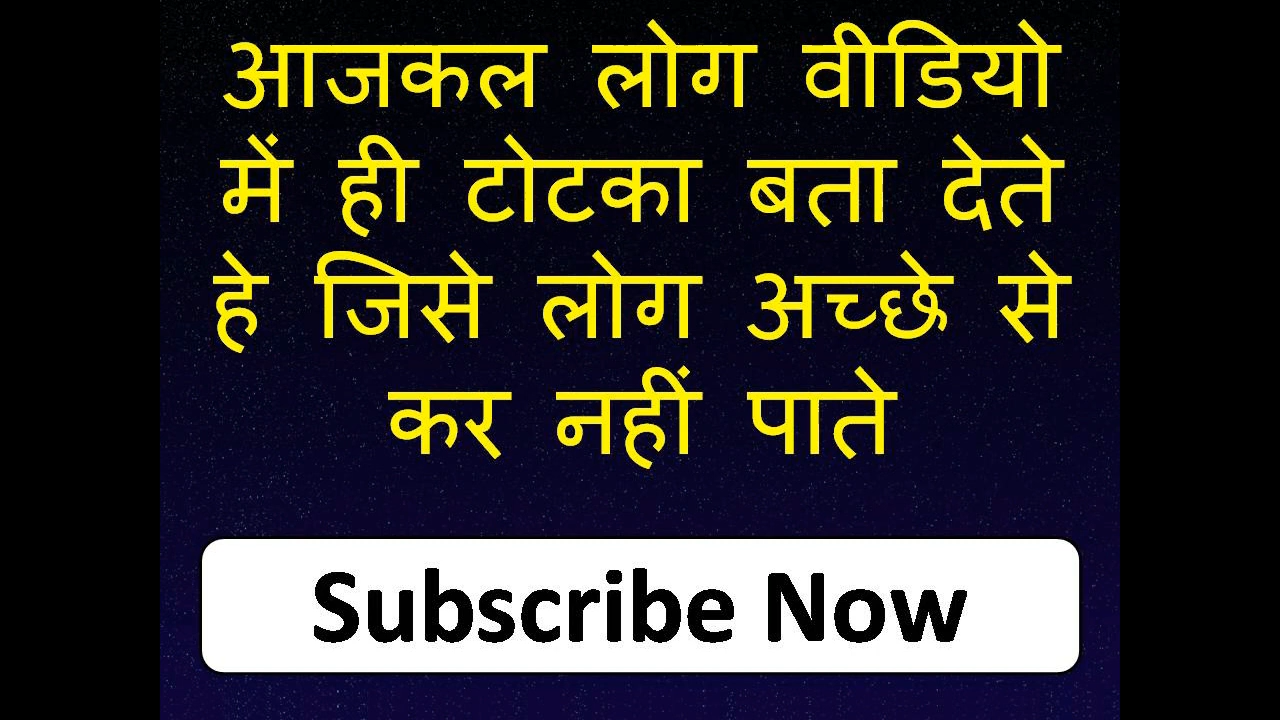 आजकल लोग वीडियो
में ही टोटका बता देते
हे जिसे लोग अच्छे से
कर नहीं पाते
Subscribe Now